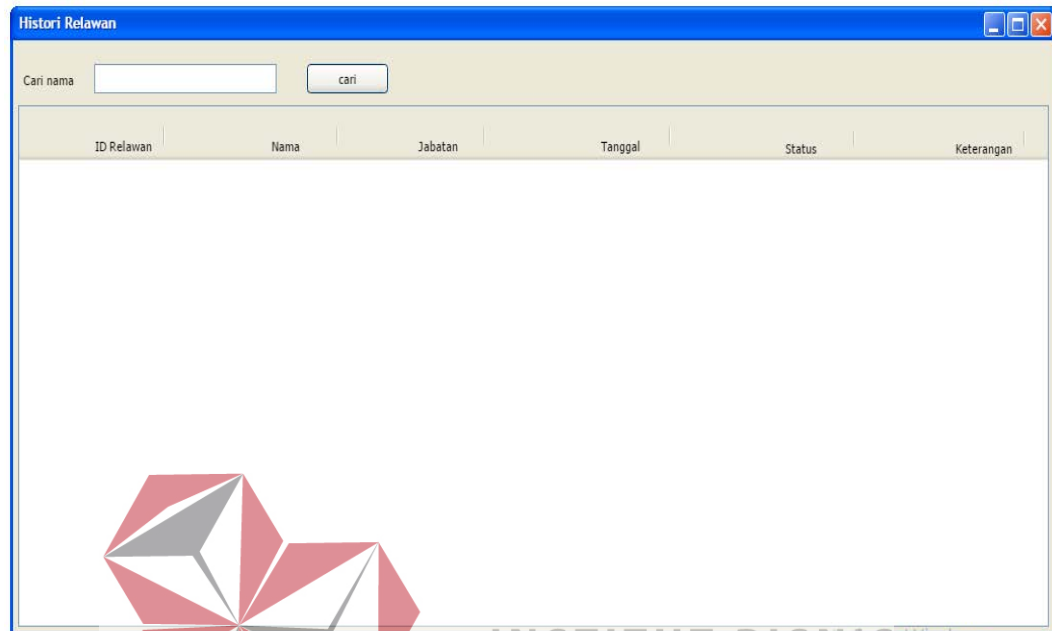 Histori Relawan
Cari nama
cari
ID Relawan Nama Jabatan Tanggal Status Keterangan